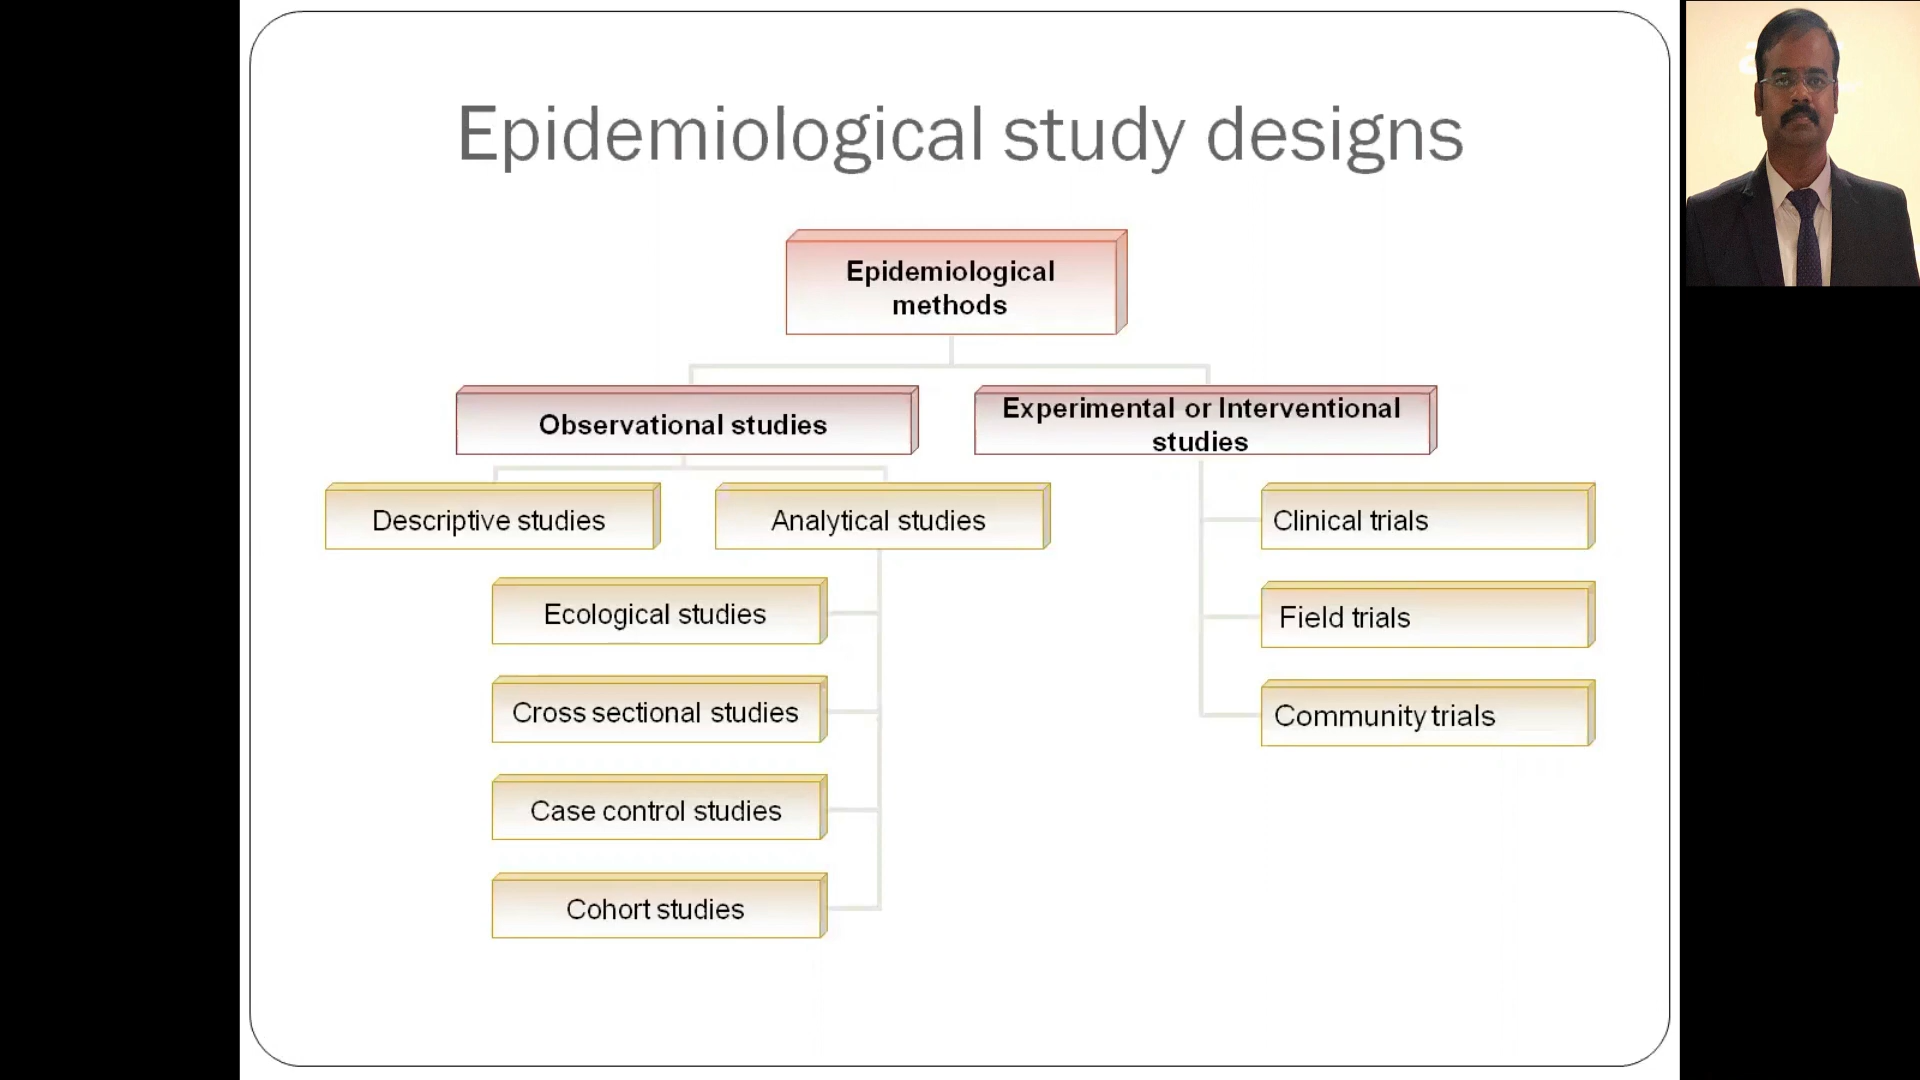 Epidemiological study designs
Epidemiological
methods
Observational studies
Experimental or Interventional
studies
Descriptive studies
Analytical studies
Clinical trials
Ecological studies
Field trials
Cross sectional studies
Community trials
Case control studies
Cohort studies